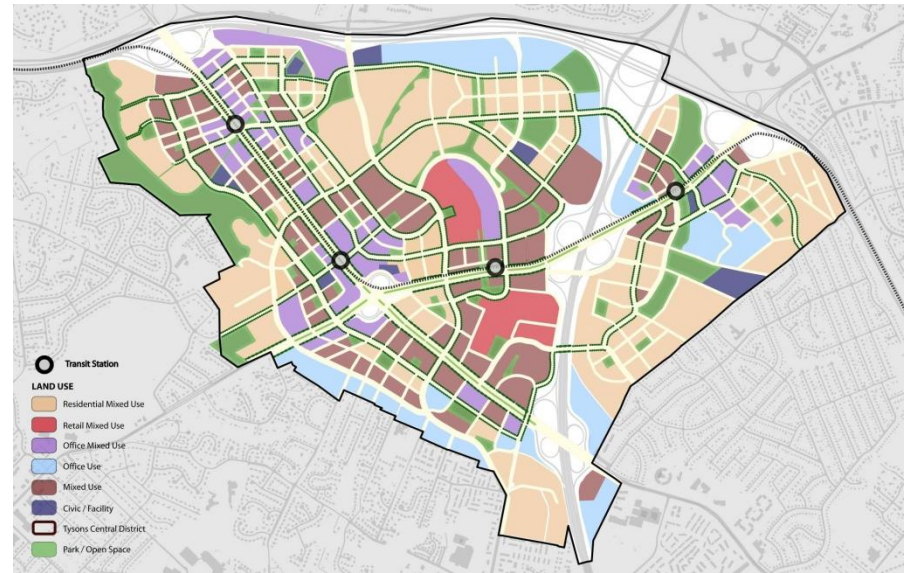 Transit Station
LAND USE
Residential Mixed Use
Retail Mixed Use
Office Mixed Use
Office Use
Mixed Use
Civic / Facility
Tysons Central District
Park / Open Space